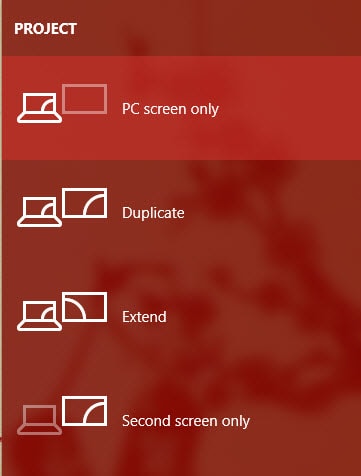 PROJECT
PC screen only
Duplicate
Extend
Second screen only